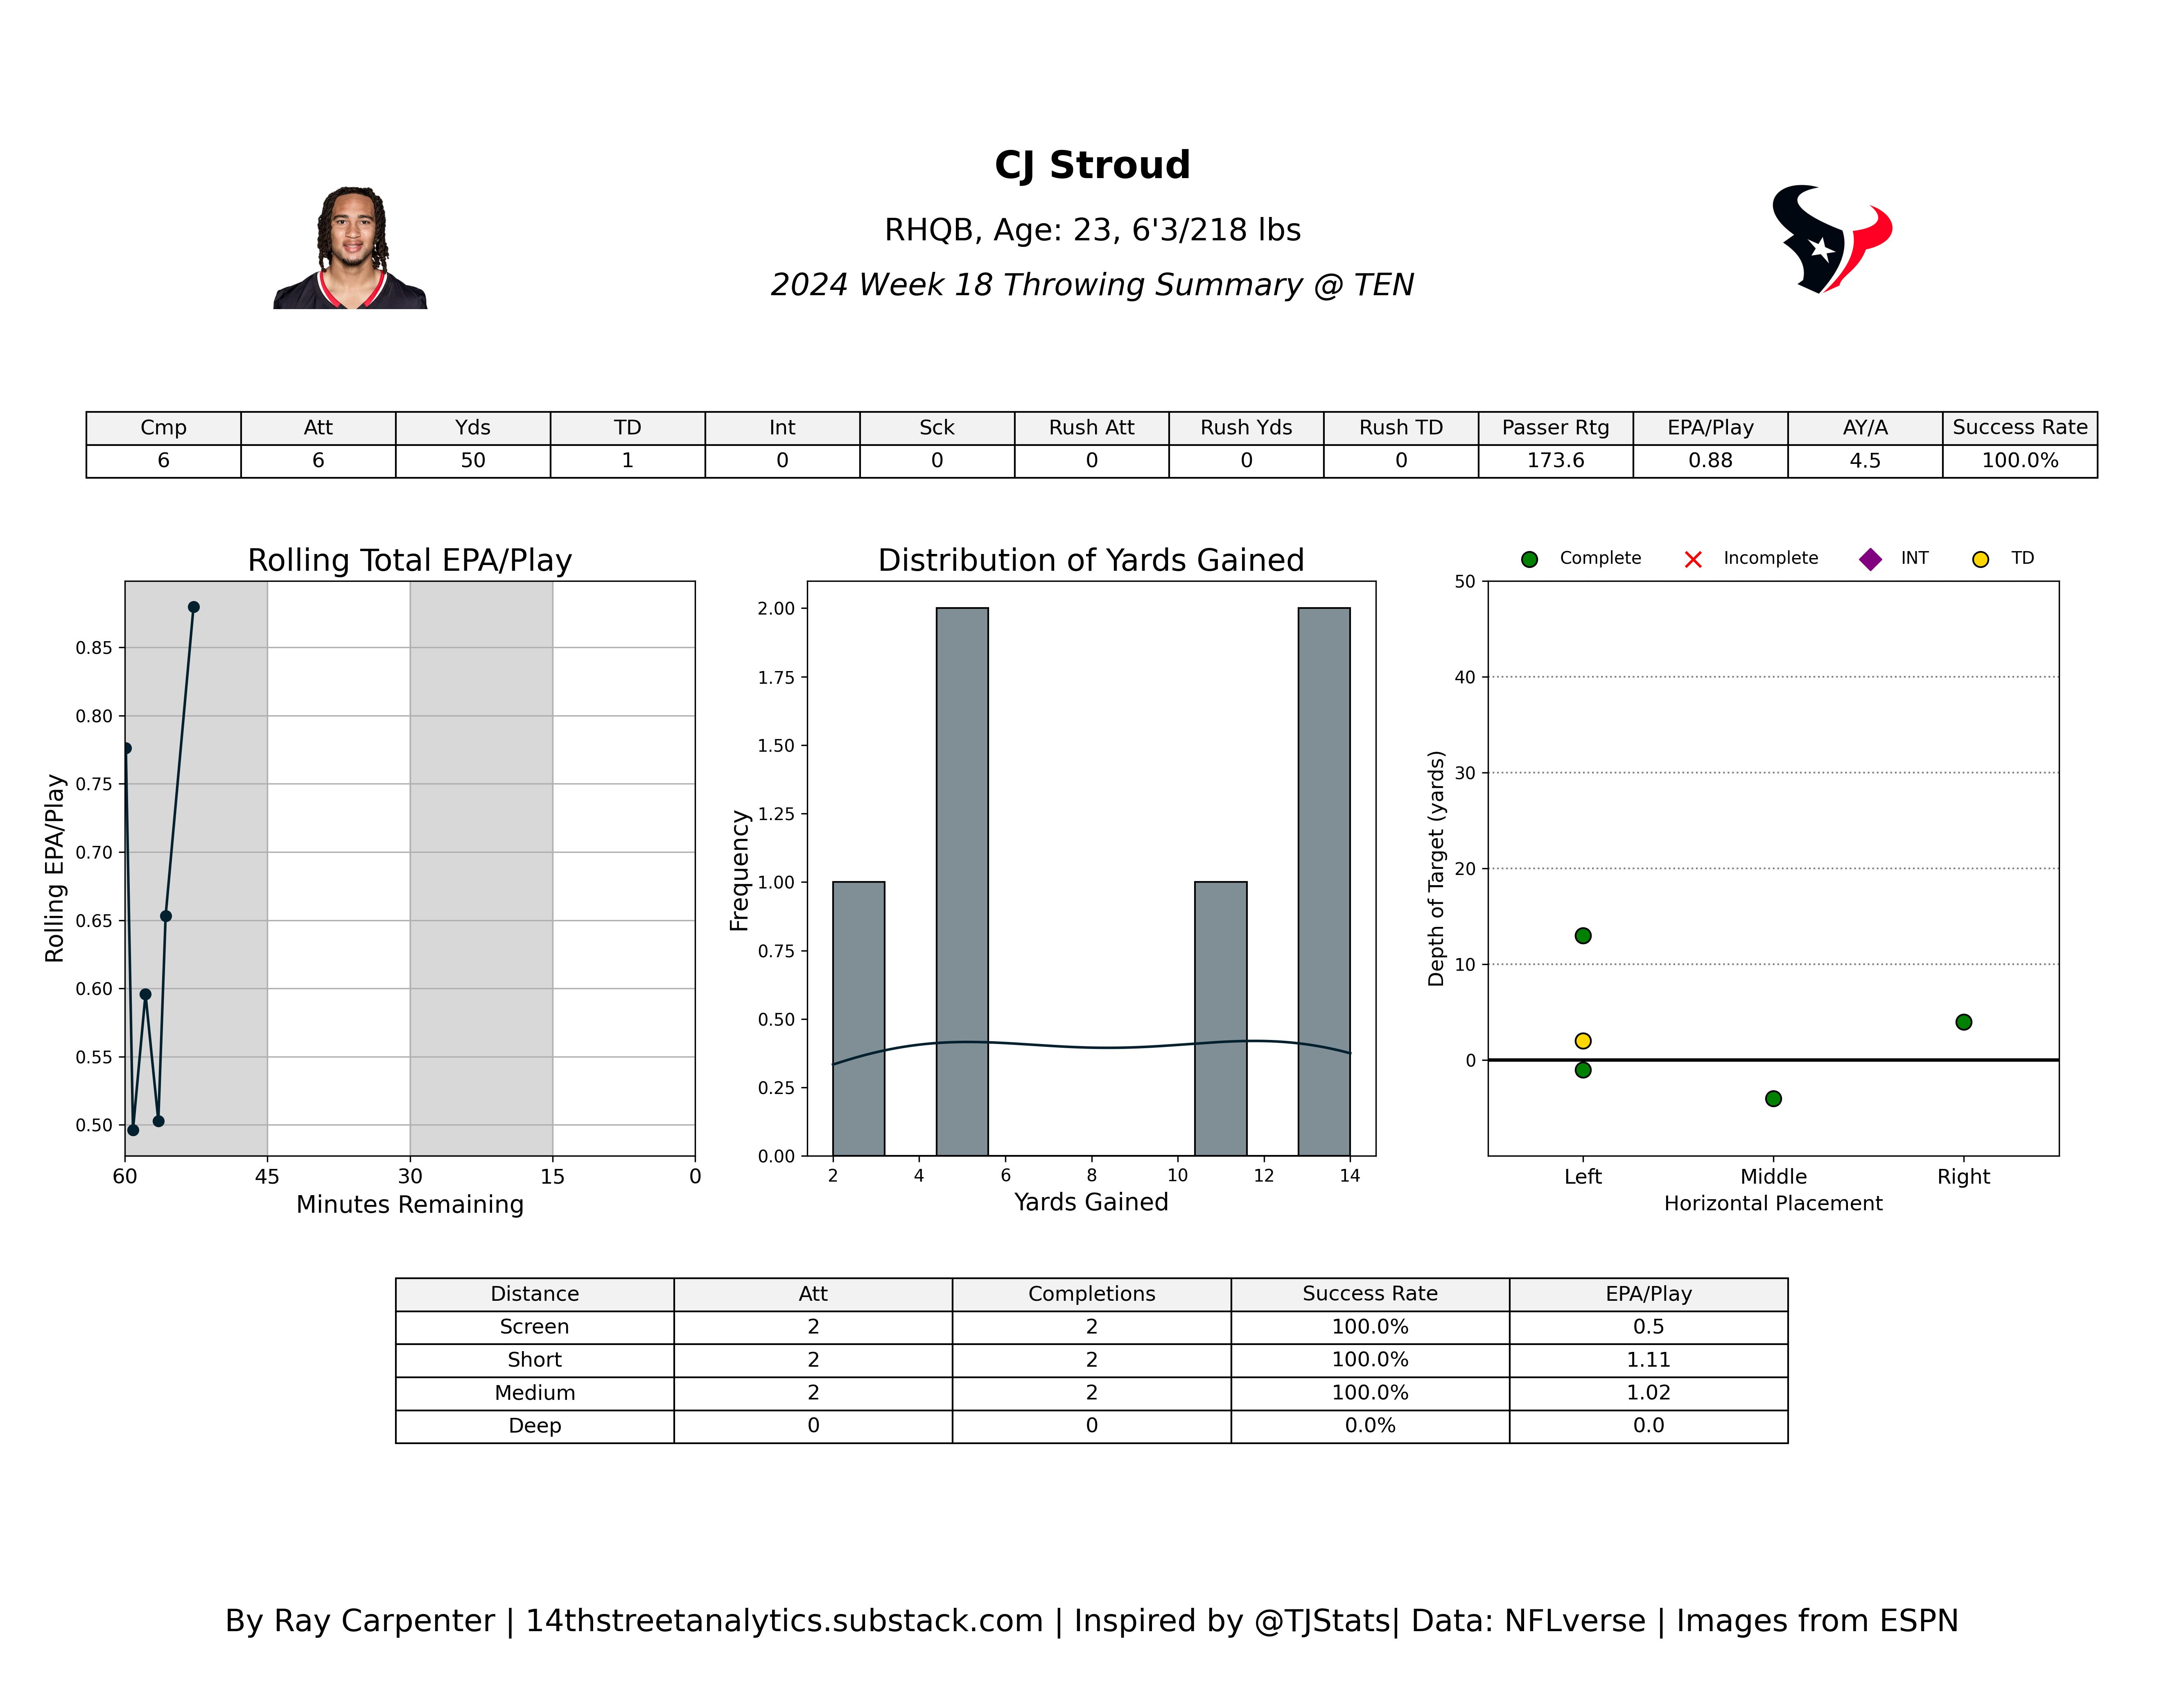 CJ Stroud
RHQB, Age: 23, 6'3/218 lbs
2024 Week 18 Throwing Summary @ TEN
Cmp Att Yds TD Int Sck Rush Att Rush Yds Rush TD Passer Rtg EPA/Play AY/A Success Rate
6 6 50 1 0 0 0 0 0 173.6 0.88 4.5 100.0%
Rolling Total EPA/Play
Rolling EPA/Play
0.85
0.80
0.75
0.70
0.65
0.60
0.55
0.50
60 45 30 15 0
Minutes Remaining
Distribution of Yards Gained
Frequency
2.00
1.75
1.50
1.25
1.00
0.75
0.50
0.25
0.00
2 4 6 8 10 12 14
Yards Gained
Complete Incomplete INT TD
Depth of Target (yards)
50
40
30
20
10
0
Left Middle Right
Horizontal Placement
Distance Att Completions Success Rate EPA/Play
Screen 2 2 100.0% 0.5
Short 2 2 100.0% 1.11
Medium 2 2 100.0% 1.02
Deep 0 0 0.0% 0.0
By Ray Carpenter | 14thstreetanalytics.substack.com | Inspired by @TJStats| Data: NFLverse | Images from ESPN